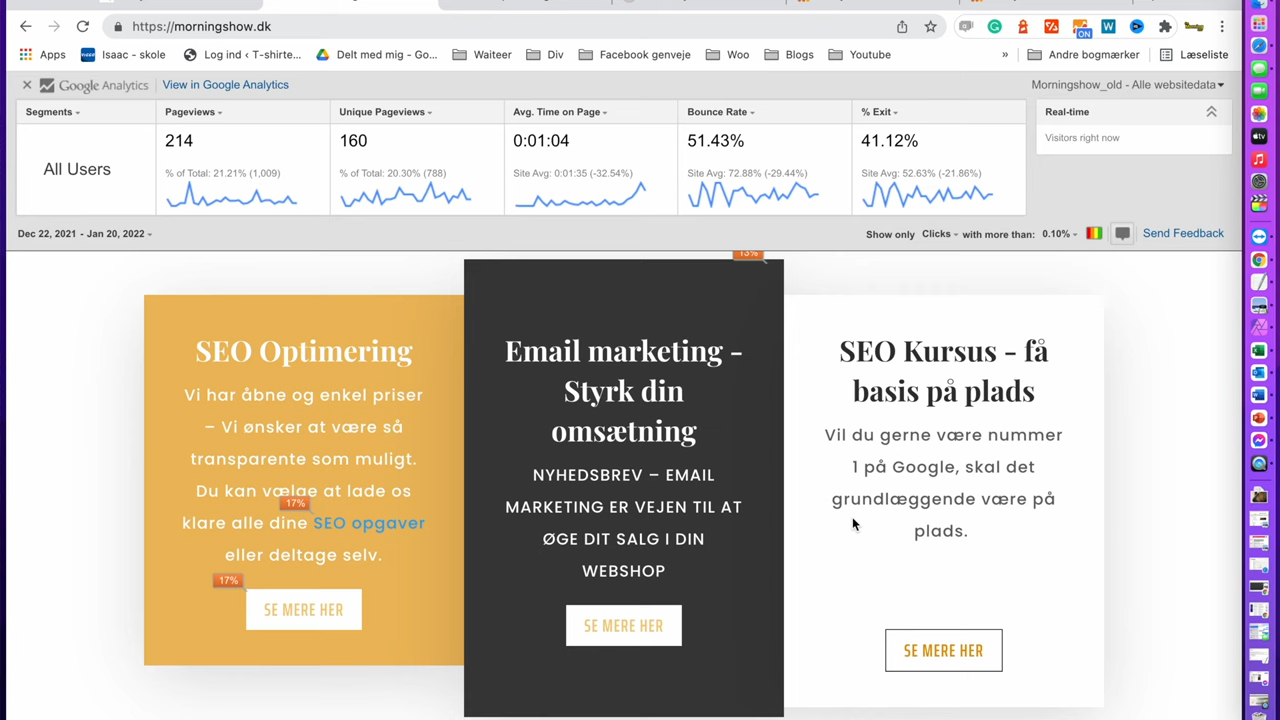 https://morningshow.dk
ON
Apps
Isaac - skole
Log ind ‹ T-shirte...
Delt med mig - Go...
Waiteer
Div
Facebook genveje
Woo
Blogs
Youtube
»
Andre bogmærker
Læseliste
Google Analytics
View in Google Analytics
Morningshow_old - Alle websitedata
Segments
Pageviews
Unique Pageviews
Avg. Time on Page
Bounce Rate
% Exit
Real-time
All Users
214
160
0:01:04
51.43%
41.12%
Visitors right now
% of Total: 21.21% (1,009)
% of Total: 20.30% (788)
Site Avg: 0:01:35 (-32.54%)
Site Avg: 72.88% (-29.44%)
Site Avg: 52.63% (-21.86%)
Dec 22, 2021 - Jan 20, 2022
Show only
Clicks
with more than:
0.10%
Send Feedback
13%
SEO Optimering
Vi har åbne og enkel priser
– Vi ønsker at være så
transparente som muligt.
Du kan vælge at lade os
17%
klare alle dine SEO opgaver
eller deltage selv.
17%
SE MERE HER
Email marketing -
Styrk din
omsætning
NYHEDSBREV – EMAIL
MARKETING ER VEJEN TIL AT
ØGE DIT SALG I DIN
WEBSHOP
SE MERE HER
SEO Kursus - få
basis på plads
Vil du gerne være nummer
1 på Google, skal det
grundlæggende være på
plads.
SE MERE HER